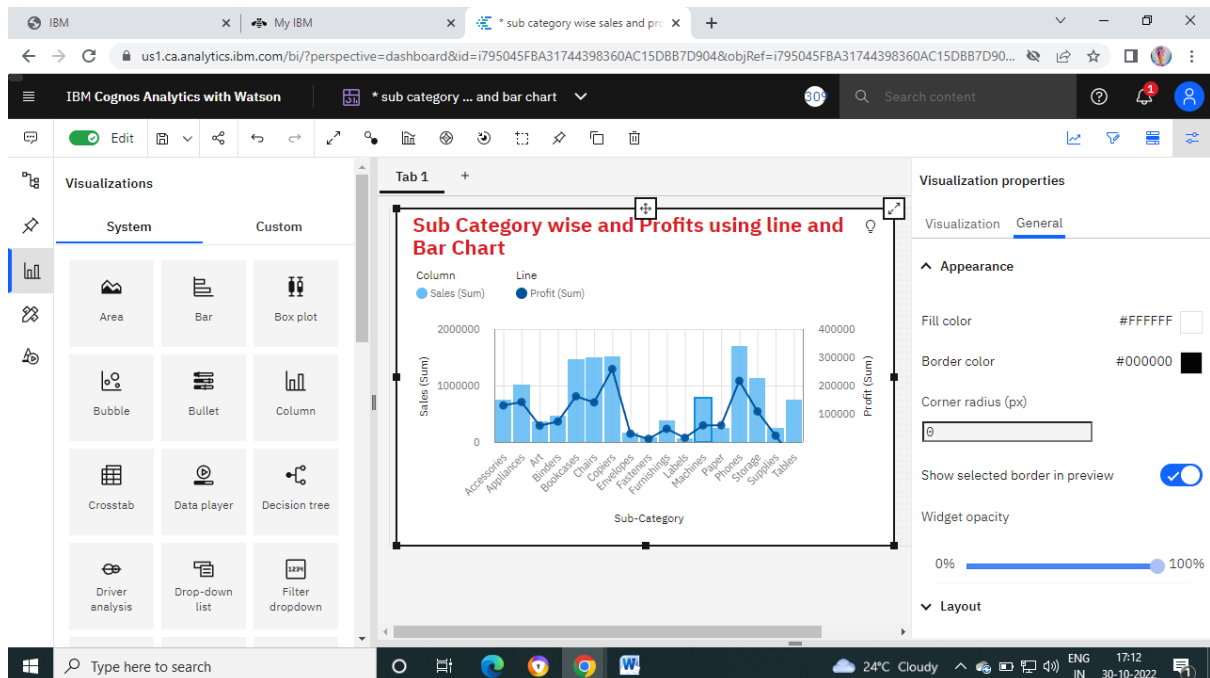 IBM
My IBM
* sub category wise sales and pro
us1.ca.analytics.ibm.com/bi/?perspective=dashboard&id=i795045FBA31744398360AC15DBB7D904&objRef=i795045FBA31744398360AC15DBB7D90...
IBM Cognos Analytics with Watson
* sub category ... and bar chart
309
Search content
1
Edit
Visualizations
System
Custom
Area
Bar
Box plot
Bubble
Bullet
Column
Crosstab
Data player
Decision tree
Driver
analysis
Drop-down
list
1234
Filter
dropdown
Tab 1
Sub Category wise and Profits using line and
Bar Chart
Column
Line
Sales (Sum)
Profit (Sum)
2000000
1000000
0
Sales (Sum)
400000
300000
200000
100000
Profit (Sum)
Accessories
Appliances
Art
Binders
Bookcases
Chairs
Copiers
Envelopes
Fasteners
Furnishings
Labels
Machines
Paper
Phones
Storage
Supplies
Tables
Sub-Category
Visualization properties
Visualization
General
Appearance
Fill color
#FFFFFF
Border color
#000000
Corner radius (px)
0
Show selected border in preview
Widget opacity
0%
100%
Layout
Type here to search
24°C Cloudy
ENG
IN
17:12
30-10-2022